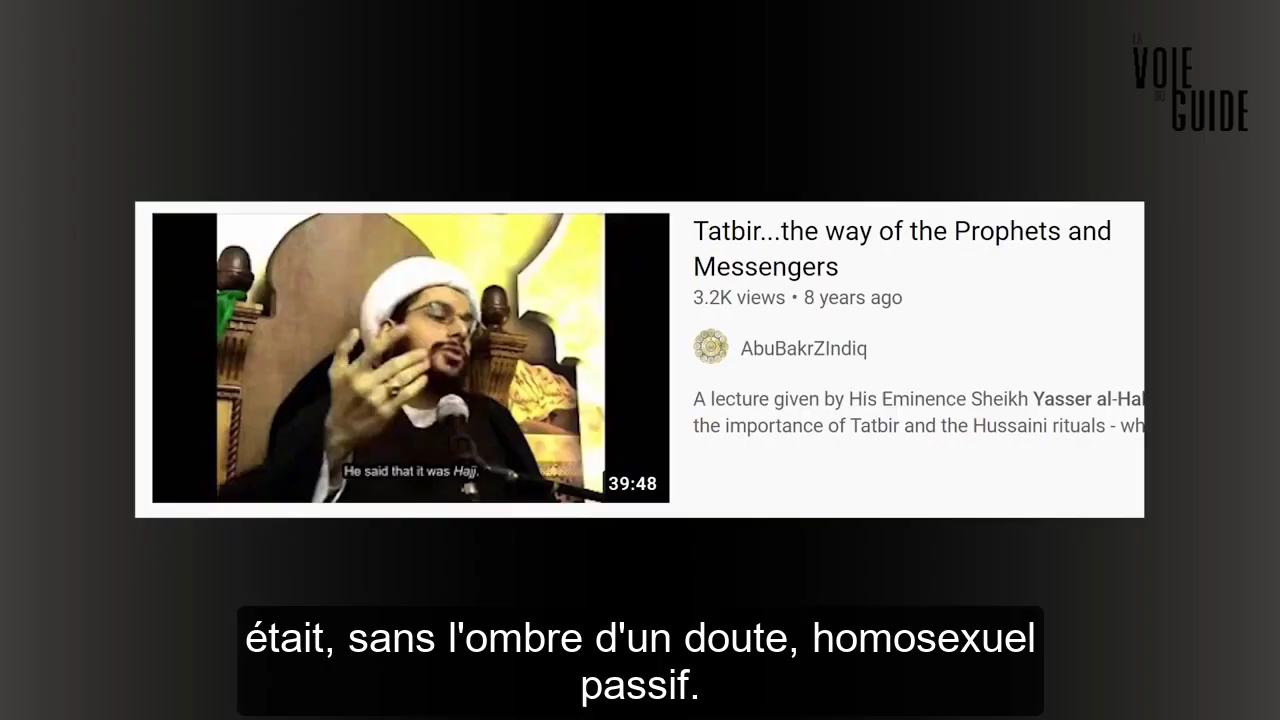 LA
VOIE
DU
GUIDE
Tatbir...the way of the Prophets and
Messengers
3.2K views • 8 years ago
AbuBakrZIndiq
A lecture given by His Eminence Sheikh Yasser al-Hal
the importance of Tatbir and the Hussaini rituals - wh
He said that it was Hajj.
39:48
était, sans l'ombre d'un doute, homosexuel
passif.